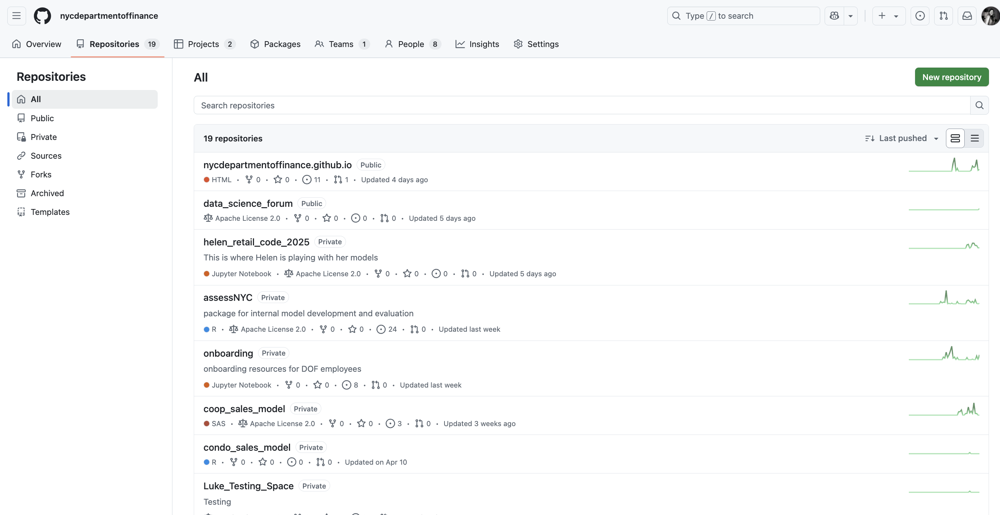 nycdepartmentoffinance
Type / to search
Overview
Repositories 19
Projects 2
Packages
Teams 1
People 8
Insights
Settings
Repositories
All
Public
Private
Sources
Forks
Archived
Templates
All
New repository
Search repositories
19 repositories
Last pushed
nycdepartmentoffinance.github.io Public
HTML · 0 · 0 · 11 · 1 · Updated 4 days ago
data_science_forum Public
Apache License 2.0 · 0 · 0 · 0 · 0 · Updated 5 days ago
helen_retail_code_2025 Private
This is where Helen is playing with her models
Jupyter Notebook · Apache License 2.0 · 0 · 0 · 0 · 0 · Updated 5 days ago
assessNYC Private
package for internal model development and evaluation
R · Apache License 2.0 · 0 · 0 · 24 · 0 · Updated last week
onboarding Private
onboarding resources for DOF employees
Jupyter Notebook · 0 · 0 · 8 · 0 · Updated last week
coop_sales_model Private
SAS · Apache License 2.0 · 0 · 0 · 3 · 0 · Updated 3 weeks ago
condo_sales_model Private
R · 0 · 0 · 0 · 0 · Updated on Apr 10
Luke_Testing_Space Private
Testing